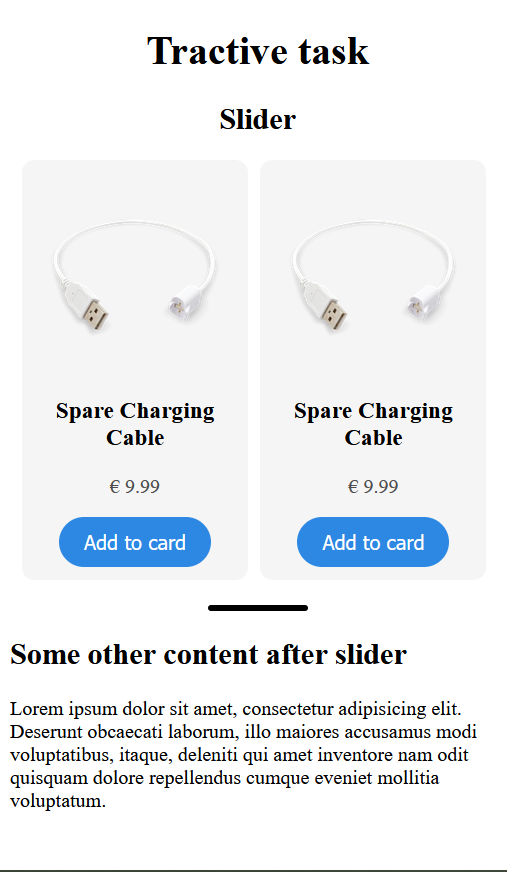 Tractive task
Slider
Spare Charging
Cable
€ 9.99
Add to card
Spare Charging
Cable
€ 9.99
Add to card
Some other content after slider
Lorem ipsum dolor sit amet, consectetur adipisicing elit.
Deserunt obcaecati laborum, illo maiores accusamus modi
voluptatibus, itaque, deleniti qui amet inventore nam odit
quisquam dolore repellendus cumque eveniet mollitia
voluptatum.